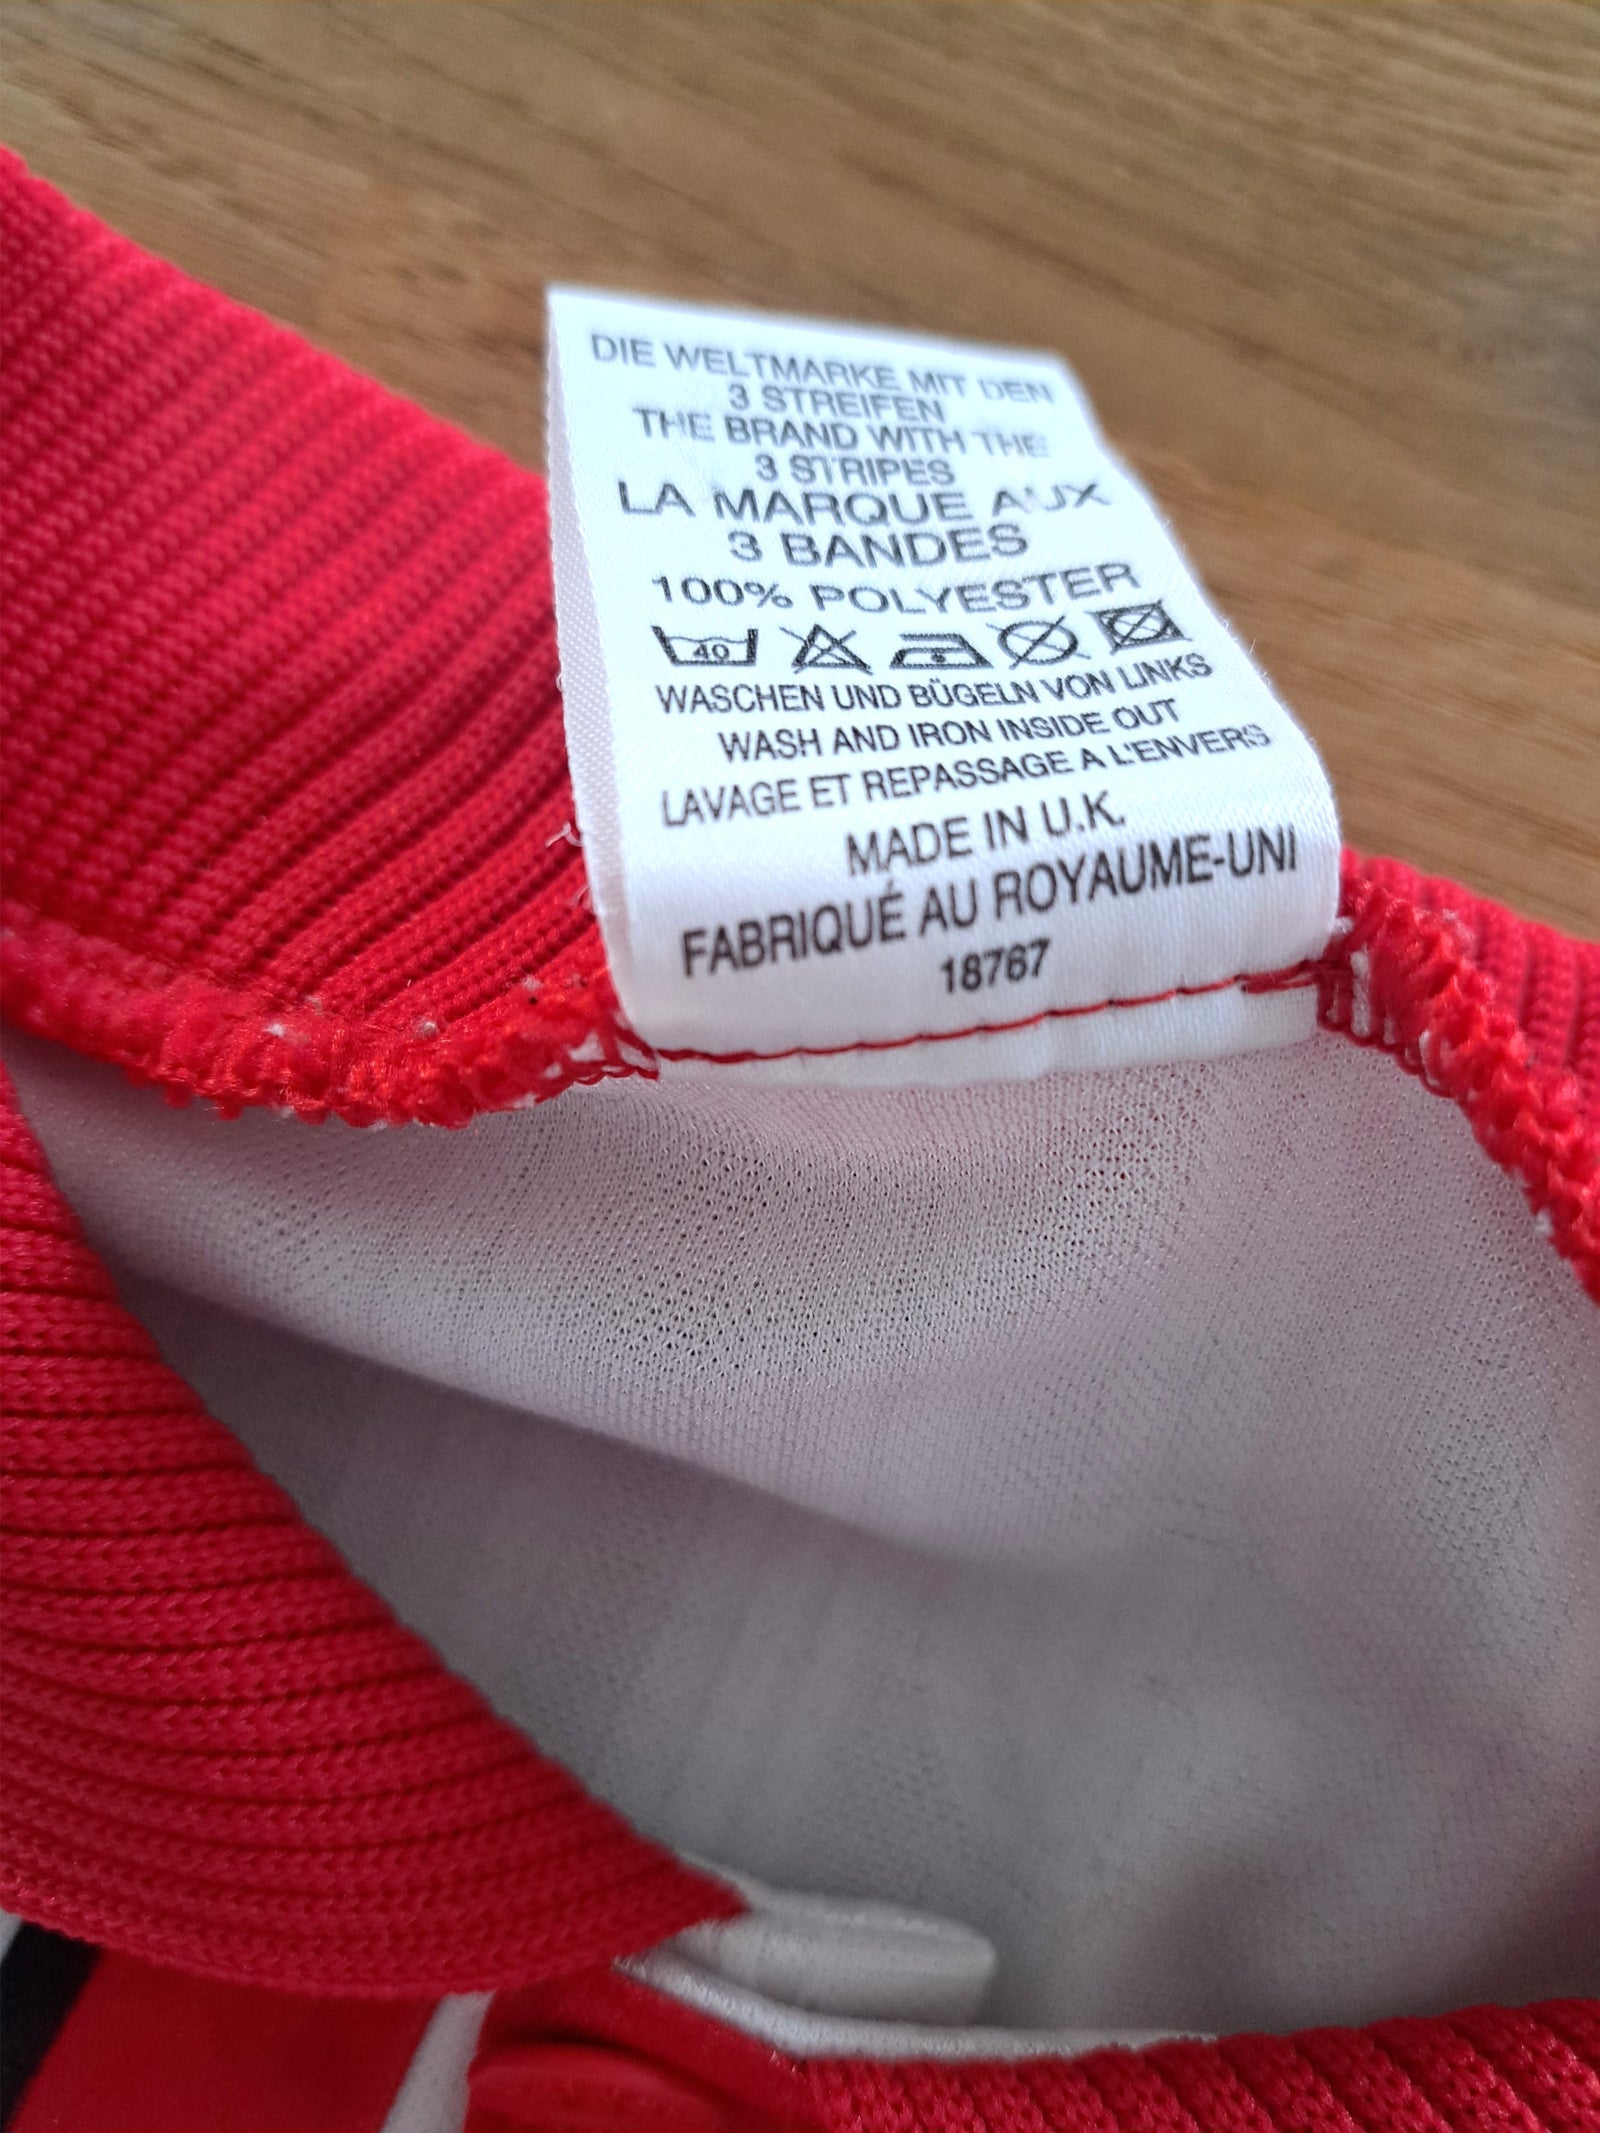 DIE WELTMARKE MIT DEN
3 STREIFEN
THE BRAND WITH THE
3 STRIPES
LA MARQUE AUX
3 BANDES
100% POLYESTER
40
WASCHEN UND BÜGELN VON LINKS
WASH AND IRON INSIDE OUT
LAVAGE ET REPASSAGE A L'ENVERS
MADE IN U.K.
FABRIQUÉ AU ROYAUME-UNI
18767